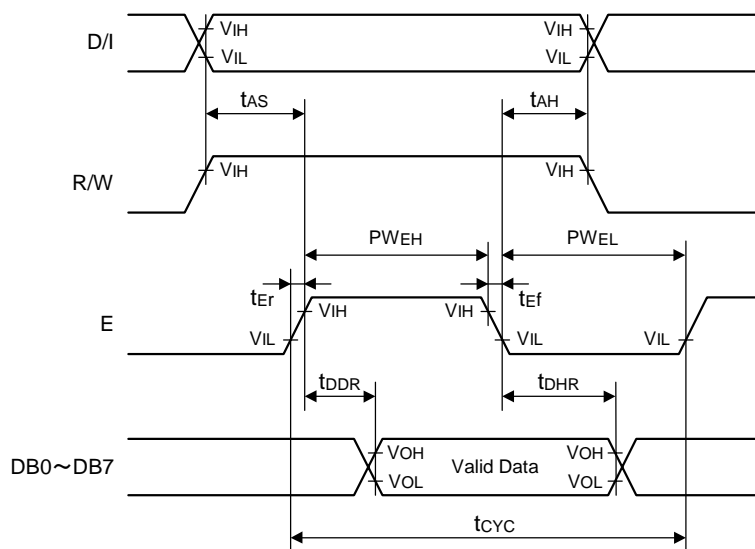 D/I
VIH
VIH
VIL
VIL
tAS
tAH
R/W
VIH
VIH
PWEH
PWEL
tEr
tEf
E
VIH
VIH
VIL
VIL
VIL
tDDR
tDHR
DB0～DB7
VOH
VOH
Valid Data
VOL
VOL
tCYC